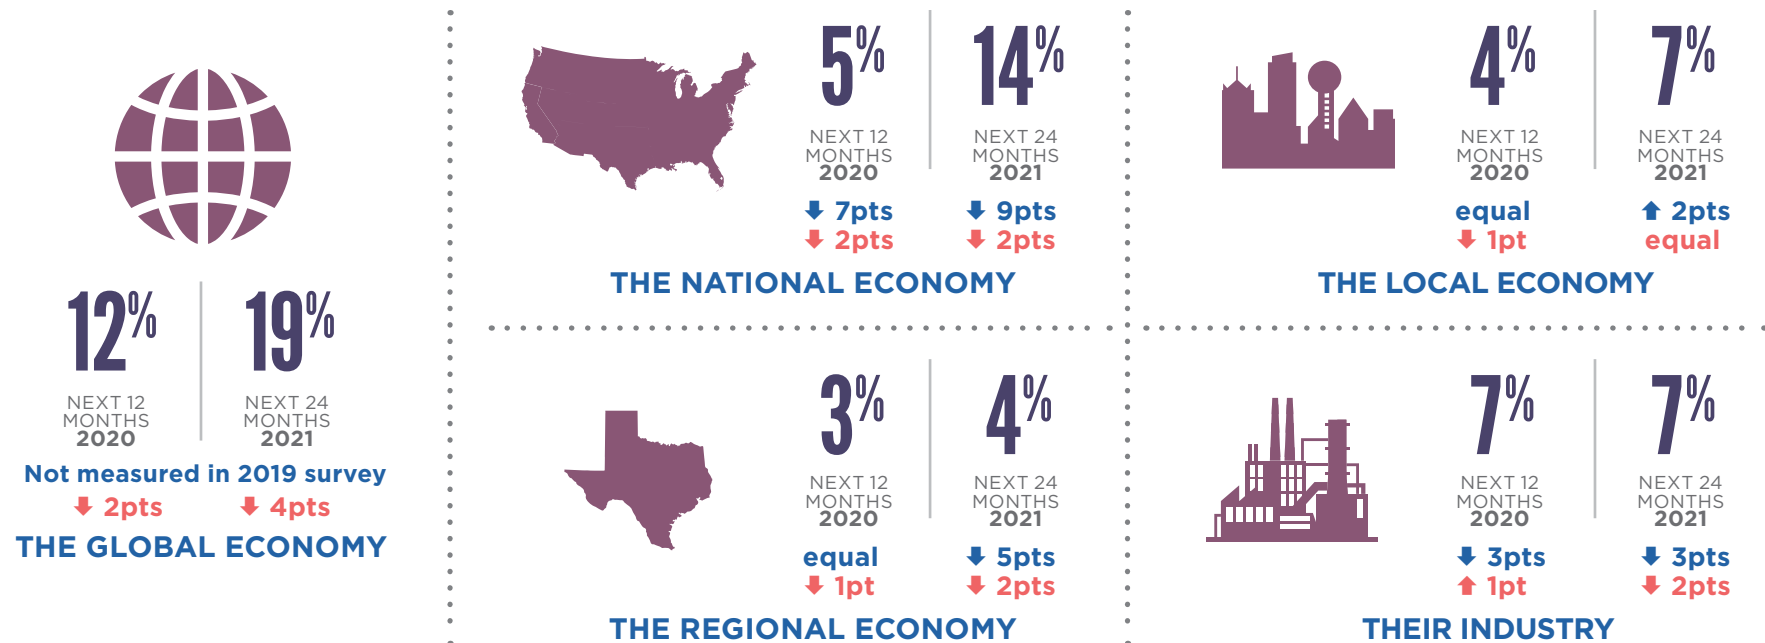 12%
19%
NEXT 12
MONTHS
2020
NEXT 24
MONTHS
2021
Not measured in 2019 survey
2pts
4pts
THE GLOBAL ECONOMY
5%
14%
NEXT 12
MONTHS
2020
NEXT 24
MONTHS
2021
7pts
9pts
2pts
2pts
THE NATIONAL ECONOMY
4%
7%
NEXT 12
MONTHS
2020
NEXT 24
MONTHS
2021
equal
2pts
1pt
equal
THE LOCAL ECONOMY
3%
4%
NEXT 12
MONTHS
2020
NEXT 24
MONTHS
2021
equal
5pts
1pt
2pts
THE REGIONAL ECONOMY
7%
7%
NEXT 12
MONTHS
2020
NEXT 24
MONTHS
2021
3pts
3pts
1pt
2pts
THEIR INDUSTRY